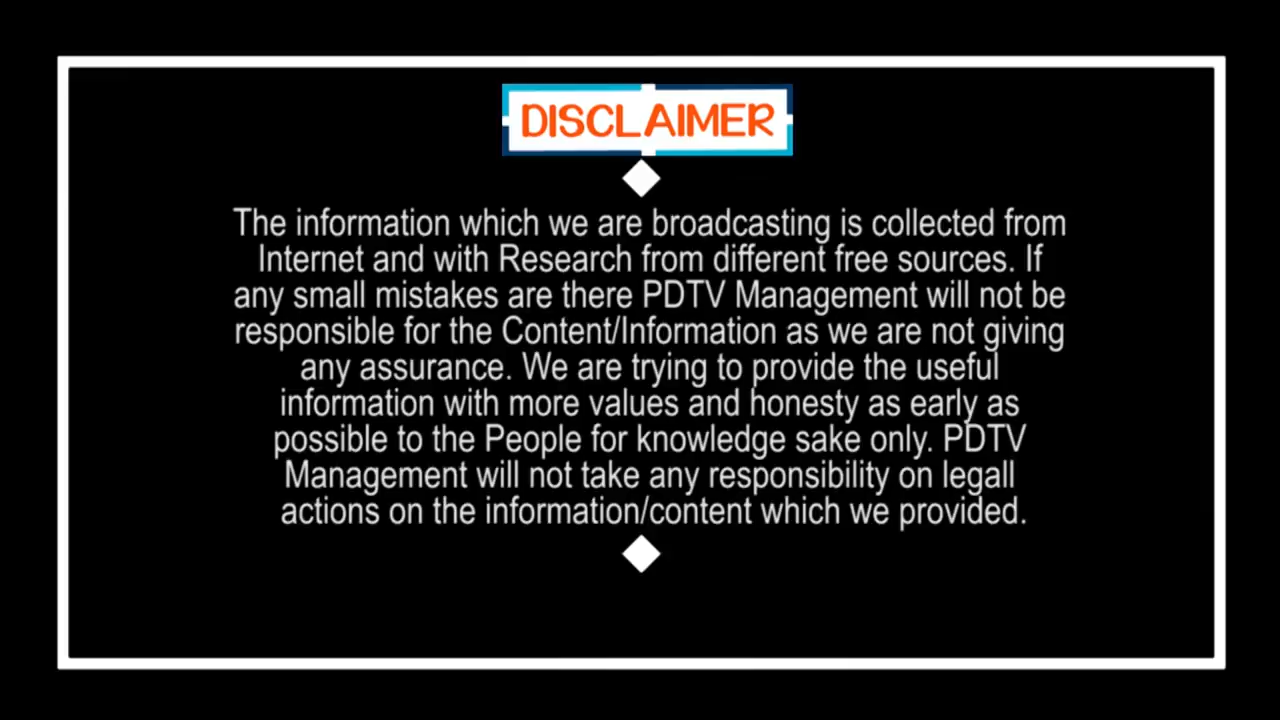 DISCLAIMER
The information which we are broadcasting is collected from
Internet and with Research from different free sources. If
any small mistakes are there PDTV Management will not be
responsible for the Content/Information as we are not giving
any assurance. We are trying to provide the useful
information with more values and honesty as early as
possible to the People for knowledge sake only. PDTV
Management will not take any responsibility on legall
actions on the information/content which we provided.